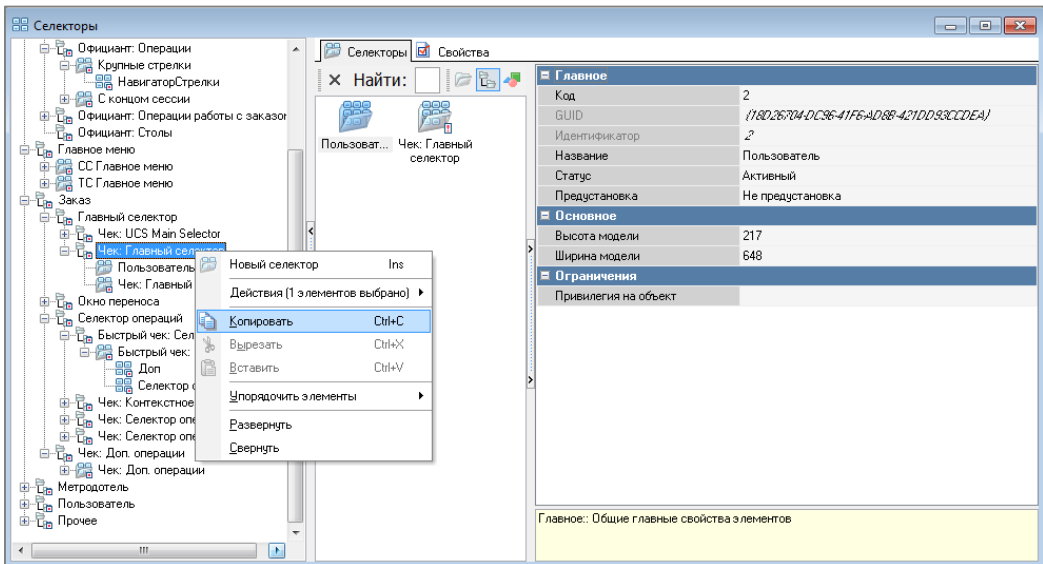 Селекторы
Официант: Операции
Крупные стрелки
НавигаторСтрелки
С концом сессии
Официант: Операции работы с заказом
Официант: Столы
Главное меню
СС Главное меню
ТС Главное меню
Заказ
Главный селектор
Чек: UCS Main Selector
Чек: Главный селектор
Пользователь
Чек: Главный
Окно переноса
Селектор операций
Быстрый чек: Сел
Быстрый чек:
Доп
Селектор о
Чек: Контекстное
Чек: Селектор опе
Чек: Селектор опе
Чек: Доп. операции
Чек: Доп. операции
Метродотель
Пользователь
Прочее
Новый селектор Ins
Действия (1 элементов выбрано)
Копировать Ctrl+C
Вырезать Ctrl+X
Вставить Ctrl+V
Упорядочить элементы
Развернуть
Свернуть
Селекторы Свойства
Найти:
Пользоват...
Чек: Главный
селектор
Главное
Код 2
GUID {18D26704-DC96-41F6-AD8B-421DD93CCDEA}
Идентификатор 2
Название Пользователь
Статус Активный
Предустановка Не предустановка
Основное
Высота модели 217
Ширина модели 648
Ограничения
Привилегия на объект
Главное:: Общие главные свойства элементов